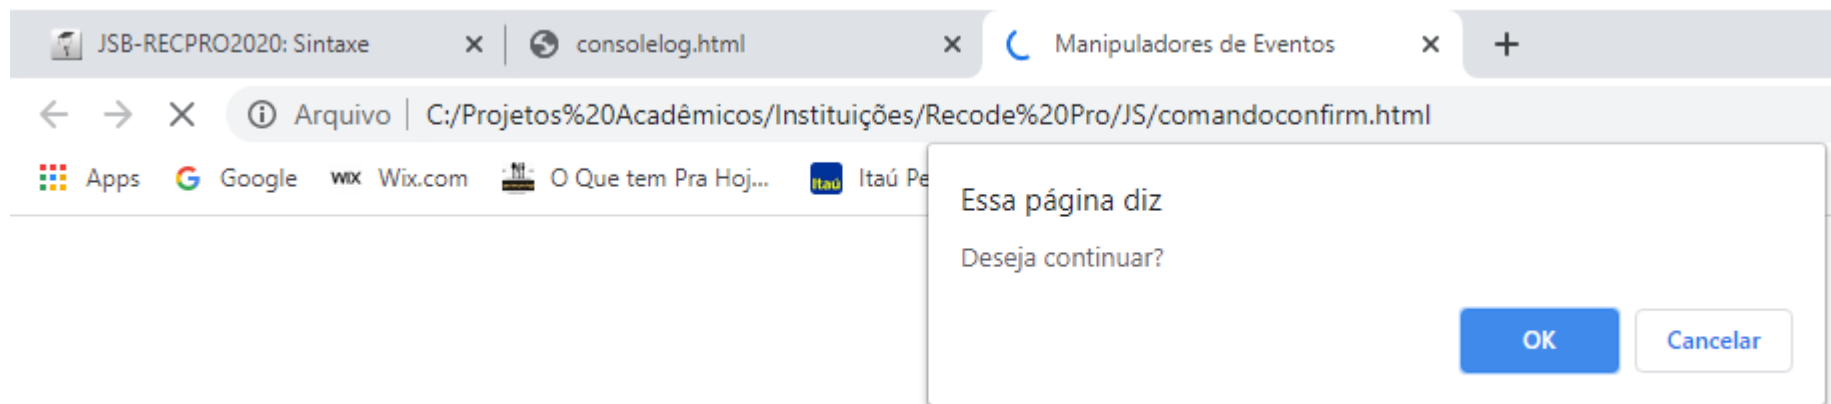 JSB-RECPRO2020: Sintaxe
consolelog.html
Manipuladores de Eventos
Arquivo
C:/Projetos%20Acadêmicos/Instituições/Recode%20Pro/JS/comandoconfirm.html
Apps
Google
WIX Wix.com
O Que tem Pra Hoj...
Itaú Itaú Pe
Essa página diz
Deseja continuar?
OK
Cancelar